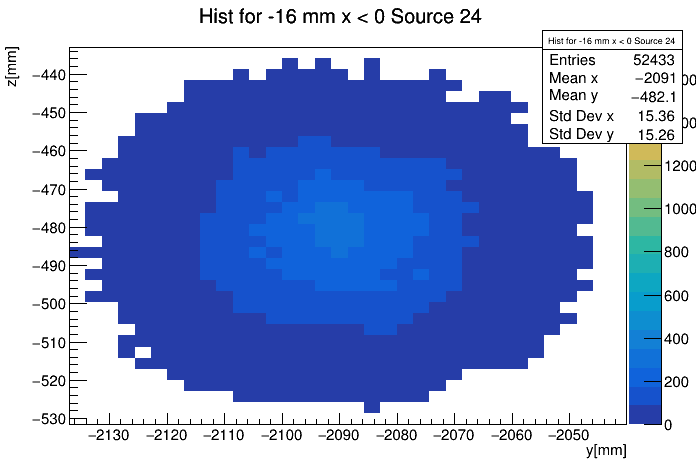 Hist for -16 mm x < 0 Source 24
z[mm]
Hist for -16 mm x < 0 Source 24
Entries 52433
Mean x −2091
Mean y −482.1
Std Dev x 15.36
Std Dev y 15.26
−440
−450
−460
−470
−480
−490
−500
−510
−520
−530
1200
1000
800
600
400
200
0
−2130 −2120 −2110 −2100 −2090 −2080 −2070 −2060 −2050
y[mm]